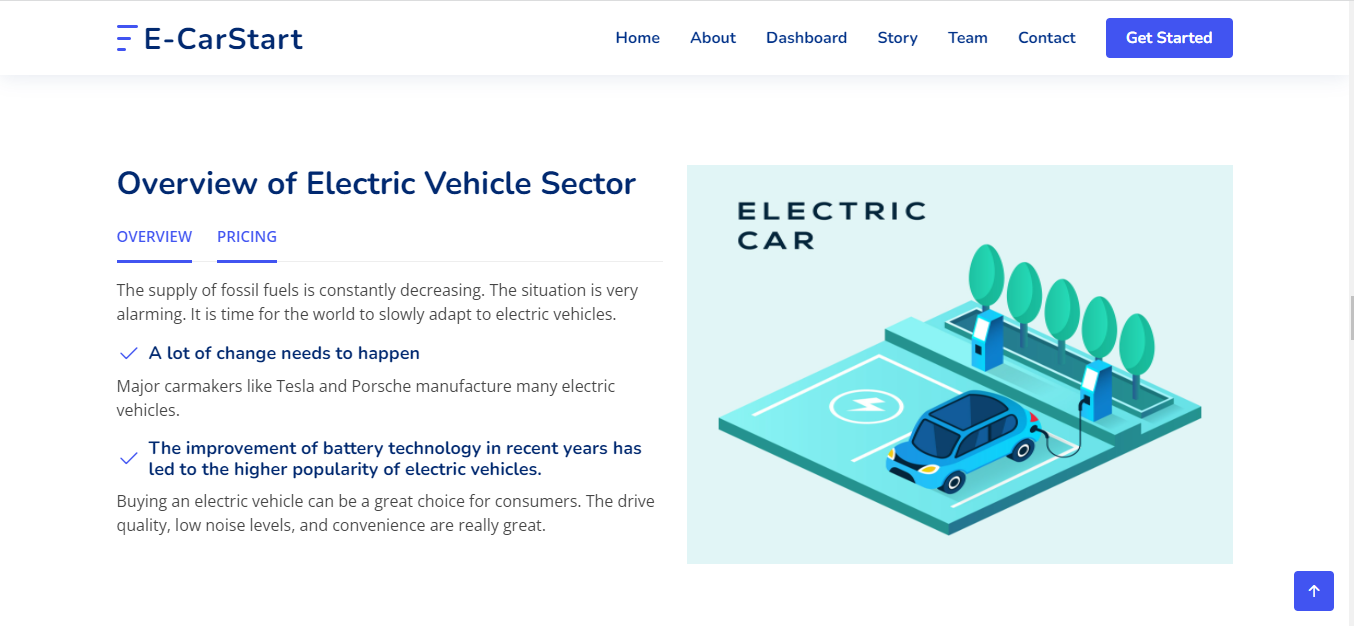 E-CarStart
Home About Dashboard Story Team Contact Get Started
Overview of Electric Vehicle Sector
OVERVIEW PRICING
The supply of fossil fuels is constantly decreasing. The situation is very
alarming. It is time for the world to slowly adapt to electric vehicles.
A lot of change needs to happen
Major carmakers like Tesla and Porsche manufacture many electric
vehicles.
The improvement of battery technology in recent years has
led to the higher popularity of electric vehicles.
Buying an electric vehicle can be a great choice for consumers. The drive
quality, low noise levels, and convenience are really great.
ELECTRIC
CAR